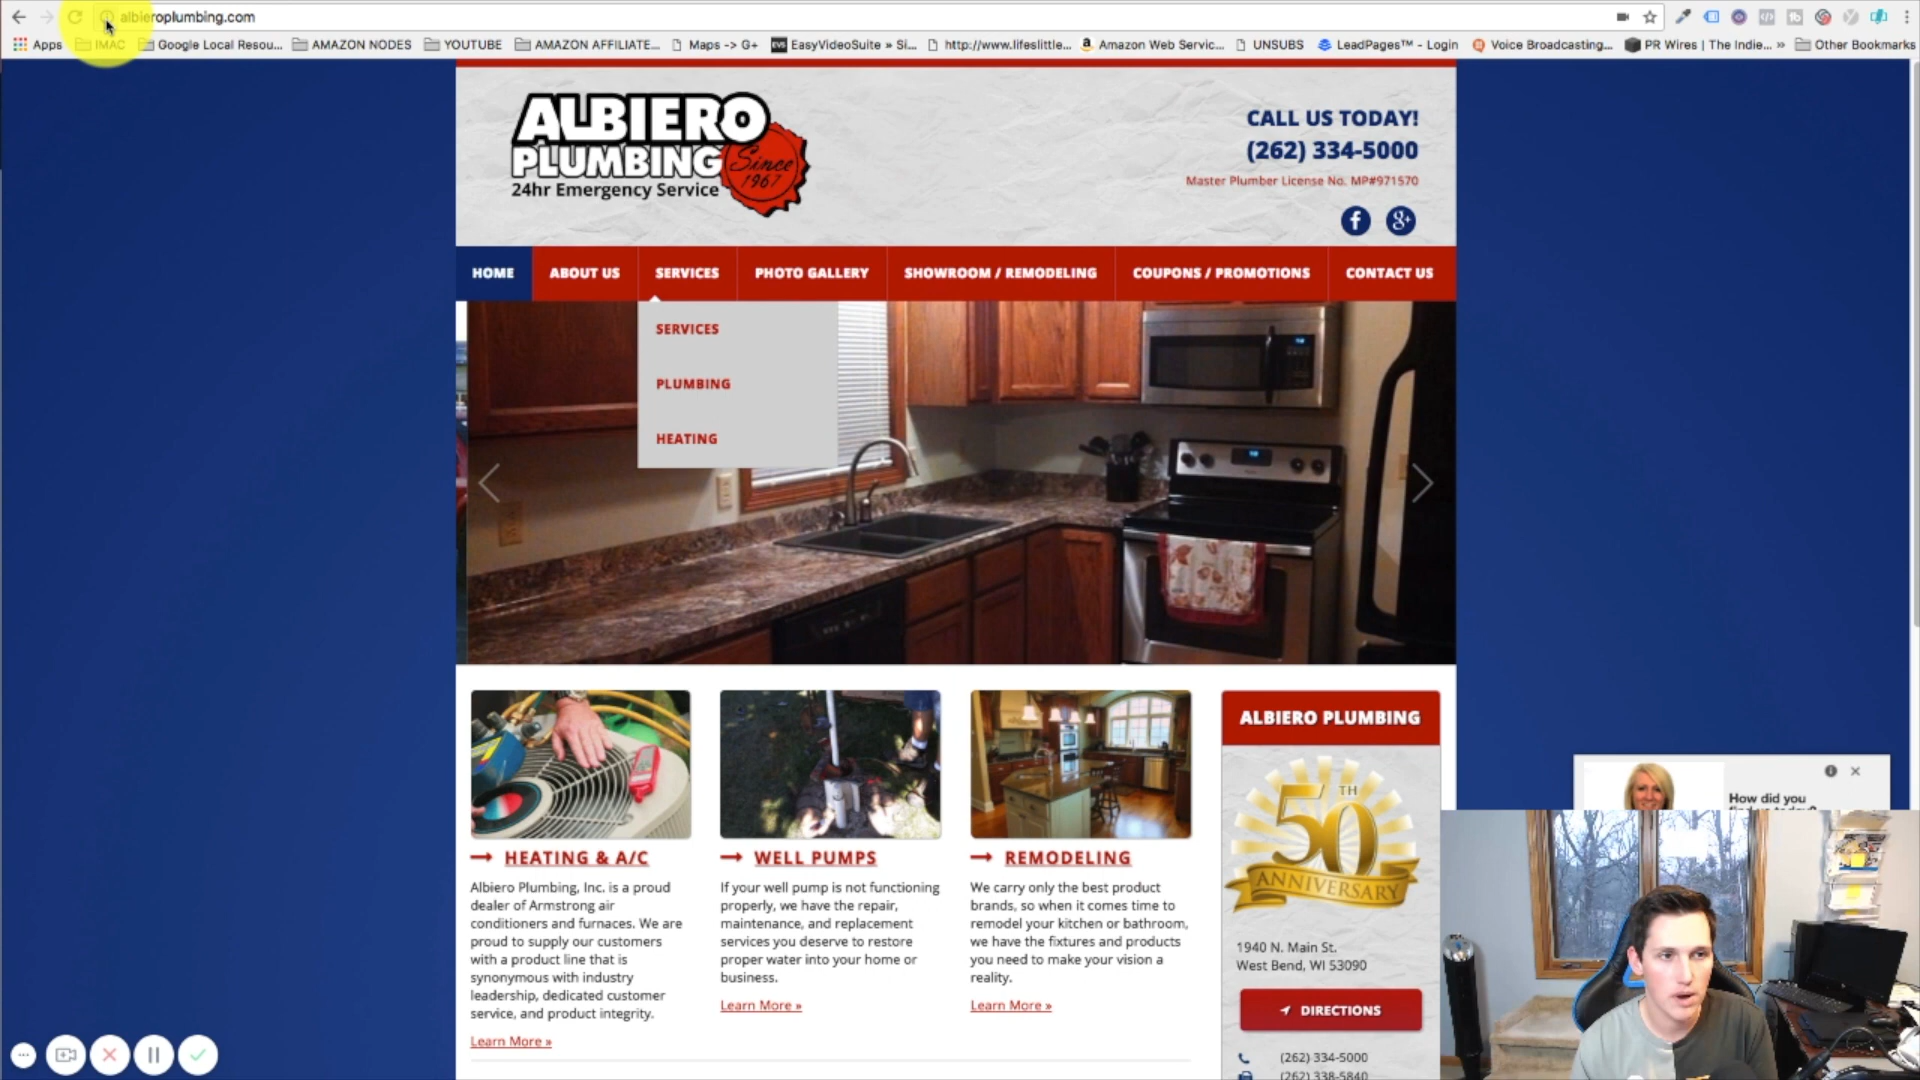 albieroplumbing.com
Apps
IMAC
Google Local Resou...
AMAZON NODES
YOUTUBE
AMAZON AFFILIATE...
Maps -> G+
EasyVideoSuite » Si...
http://www.lifeslittle...
Amazon Web Servic...
UNSUBS
LeadPages™ - Login
Voice Broadcasting...
PR Wires | The Indie...
»
Other Bookmarks
ALBIERO
PLUMBING
Since
1967
24hr Emergency Service
CALL US TODAY!
(262) 334-5000
Master Plumber License No. MP#971570
HOME
ABOUT US
SERVICES
PHOTO GALLERY
SHOWROOM / REMODELING
COUPONS / PROMOTIONS
CONTACT US
SERVICES
PLUMBING
HEATING
HEATING & A/C
Albiero Plumbing, Inc. is a proud
dealer of Armstrong air
conditioners and furnaces. We are
proud to supply our customers
with a product line that is
synonymous with industry
leadership, dedicated customer
service, and product integrity.
Learn More »
WELL PUMPS
If your well pump is not functioning
properly, we have the repair,
maintenance, and replacement
services you deserve to restore
proper water into your home or
business.
Learn More »
REMODELING
We carry only the best product
brands, so when it comes time to
remodel your kitchen or bathroom,
we have the fixtures and products
you need to make your vision a
reality.
Learn More »
ALBIERO PLUMBING
50 TH
ANNIVERSARY
1940 N. Main St.
West Bend, WI 53090
DIRECTIONS
(262) 334-5000
(262) 338-5840
How did you